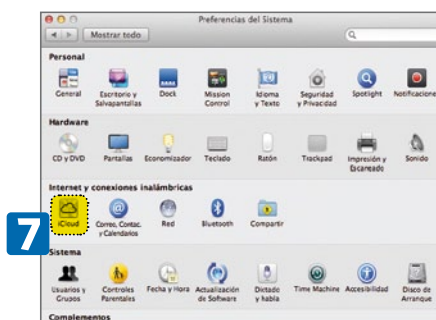 Preferencias del Sistema
Mostrar todo
Personal
General
Escritorio y
Salvapantallas
Dock
Mission
Control
Idioma
y Texto
Seguridad
y Privacidad
Spotlight
Notificacione
Hardware
CD y DVD
Pantallas
Economizador
Teclado
Ratón
Trackpad
Impresión y
Escaneado
Sonido
Internet y conexiones inalámbricas
iCloud
Correo, Contac.
y Calendarios
Red
Bluetooth
Compartir
7
Sistema
Usuarios y
Grupos
Controles
Parentales
Fecha y Hora
Actualización
de Software
Dictado
y habla
Time Machine
Accesibilidad
Disco de
Arranque
Complementos